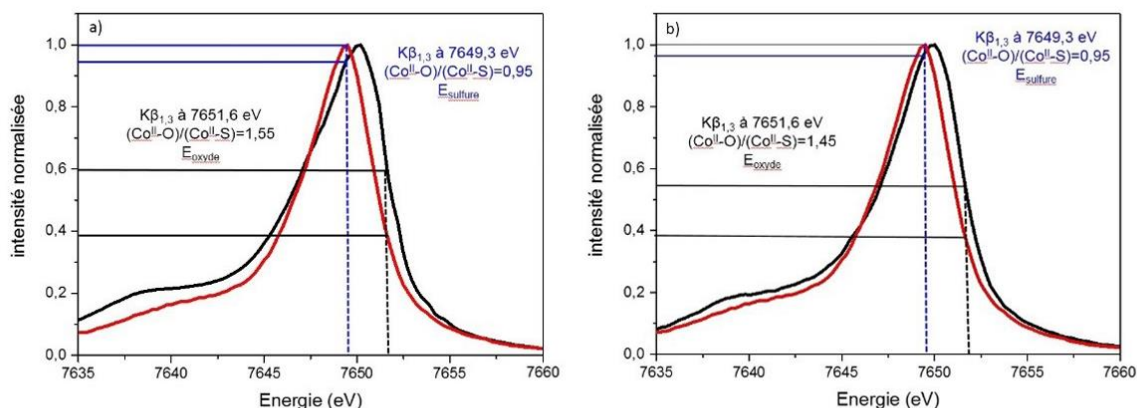 a)
intensité normalisée
1,0
0,8
0,6
0,4
0,2
0,0
Kβ1,3 à 7649,3 eV
(CoII-O)/(CoII-S)=0,95
Esulfure
Kβ1,3 à 7651,6 eV
(CoII-O)/(CoII-S)=1,55
Eoxyde
7635 7640 7645 7650 7655 7660
Energie (eV)
b)
intensité normalisée
1,0
0,8
0,6
0,4
0,2
0,0
Kβ1,3 à 7649,3 eV
(CoII-O)/(CoII-S)=0,95
Esulfure
Kβ1,3 à 7651,6 eV
(CoII-O)/(CoII-S)=1,45
Eoxyde
7635 7640 7645 7650 7655 7660
Energie (eV)